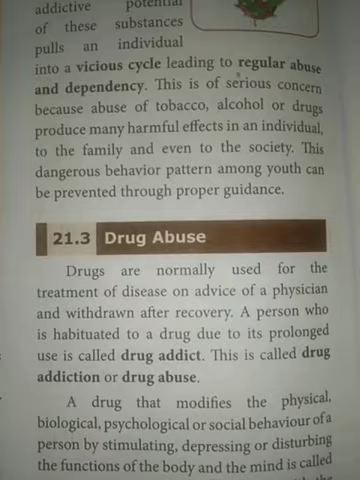 addictive potential
of these substances
pulls an individual
into a vicious cycle leading to regular abuse
and dependency. This is of serious concern
because abuse of tobacco, alcohol or drugs
produce many harmful effects in an individual,
to the family and even to the society. This
dangerous behavior pattern among youth can
be prevented through proper guidance.
21.3 Drug Abuse
Drugs are normally used for the
treatment of disease on advice of a physician
and withdrawn after recovery. A person who
is habituated to a drug due to its prolonged
use is called drug addict. This is called drug
addiction or drug abuse.
A drug that modifies the physical,
biological, psychological or social behaviour of a
person by stimulating, depressing or disturbing
the functions of the body and the mind is called